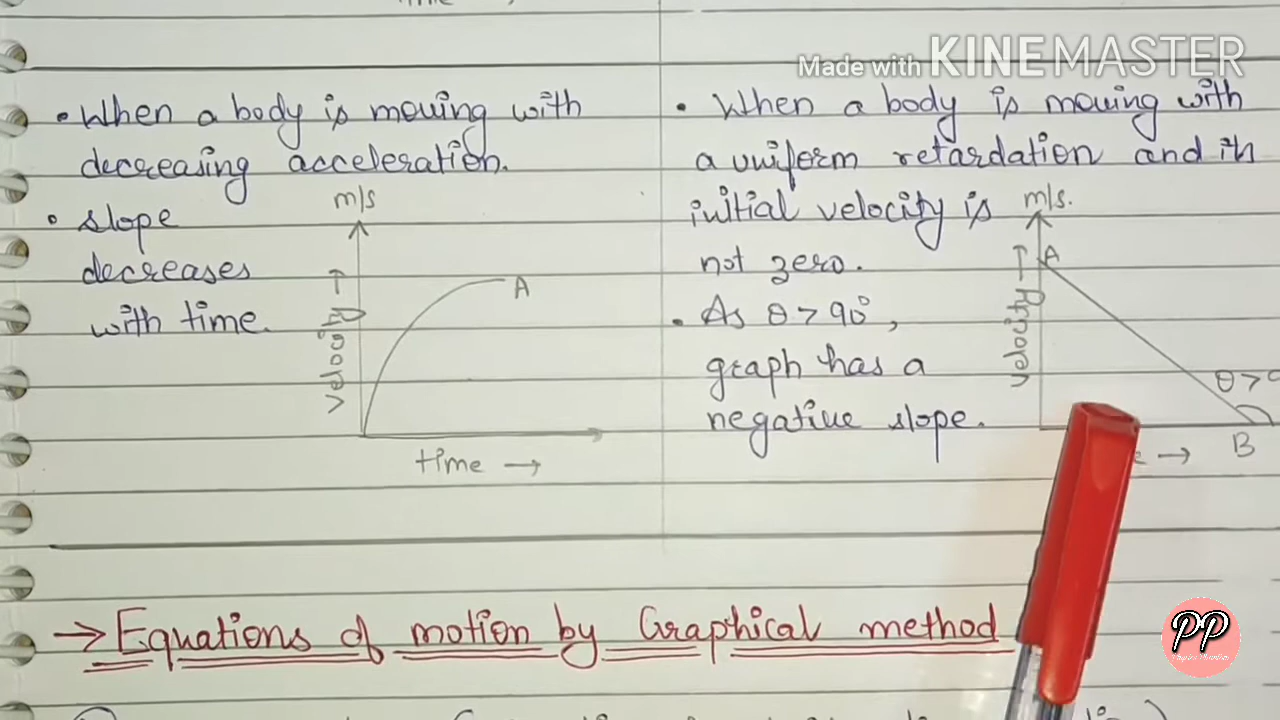 Made with KINEMASTER
• When a body is moving with
decreasing acceleration.
• slope
decreases
with time.
m/s
velocity →
A
time →
• When a body is moving with
a uniform retardation and its
initial velocity is
not zero.
• As θ > 90°,
graph has a
negative slope.
m/s.
velocity →
A
θ > 9
B
e →
→ Equations of motion by Graphical method
PP